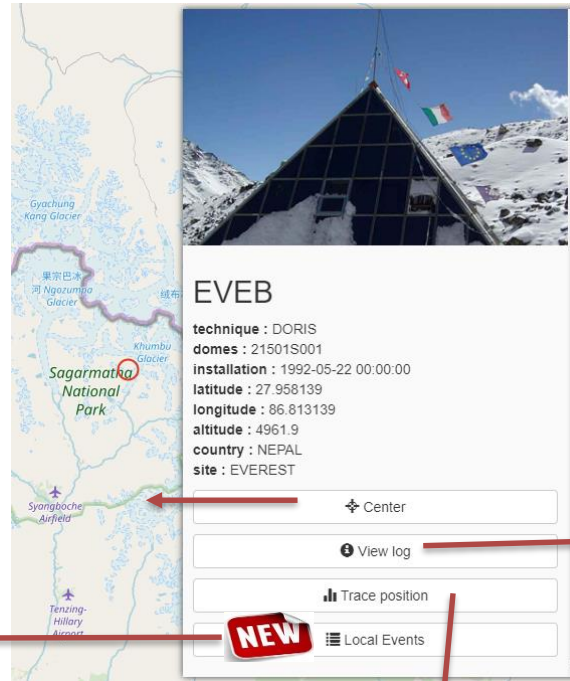 Gyachung
Kang Glacier
果宗巴冰
河 Ngozumpa
Glacier
绒布
Khumbu
Glacier
Sagarmatha
National
Park
Syangboche
Airfield
Tenzing-
Hillary
Airport
EVEB
technique : DORIS
domes : 21501S001
installation : 1992-05-22 00:00:00
latitude : 27.958139
longitude : 86.813139
altitude : 4961.9
country : NEPAL
site : EVEREST
Center
View log
Trace position
NEW
Local Events